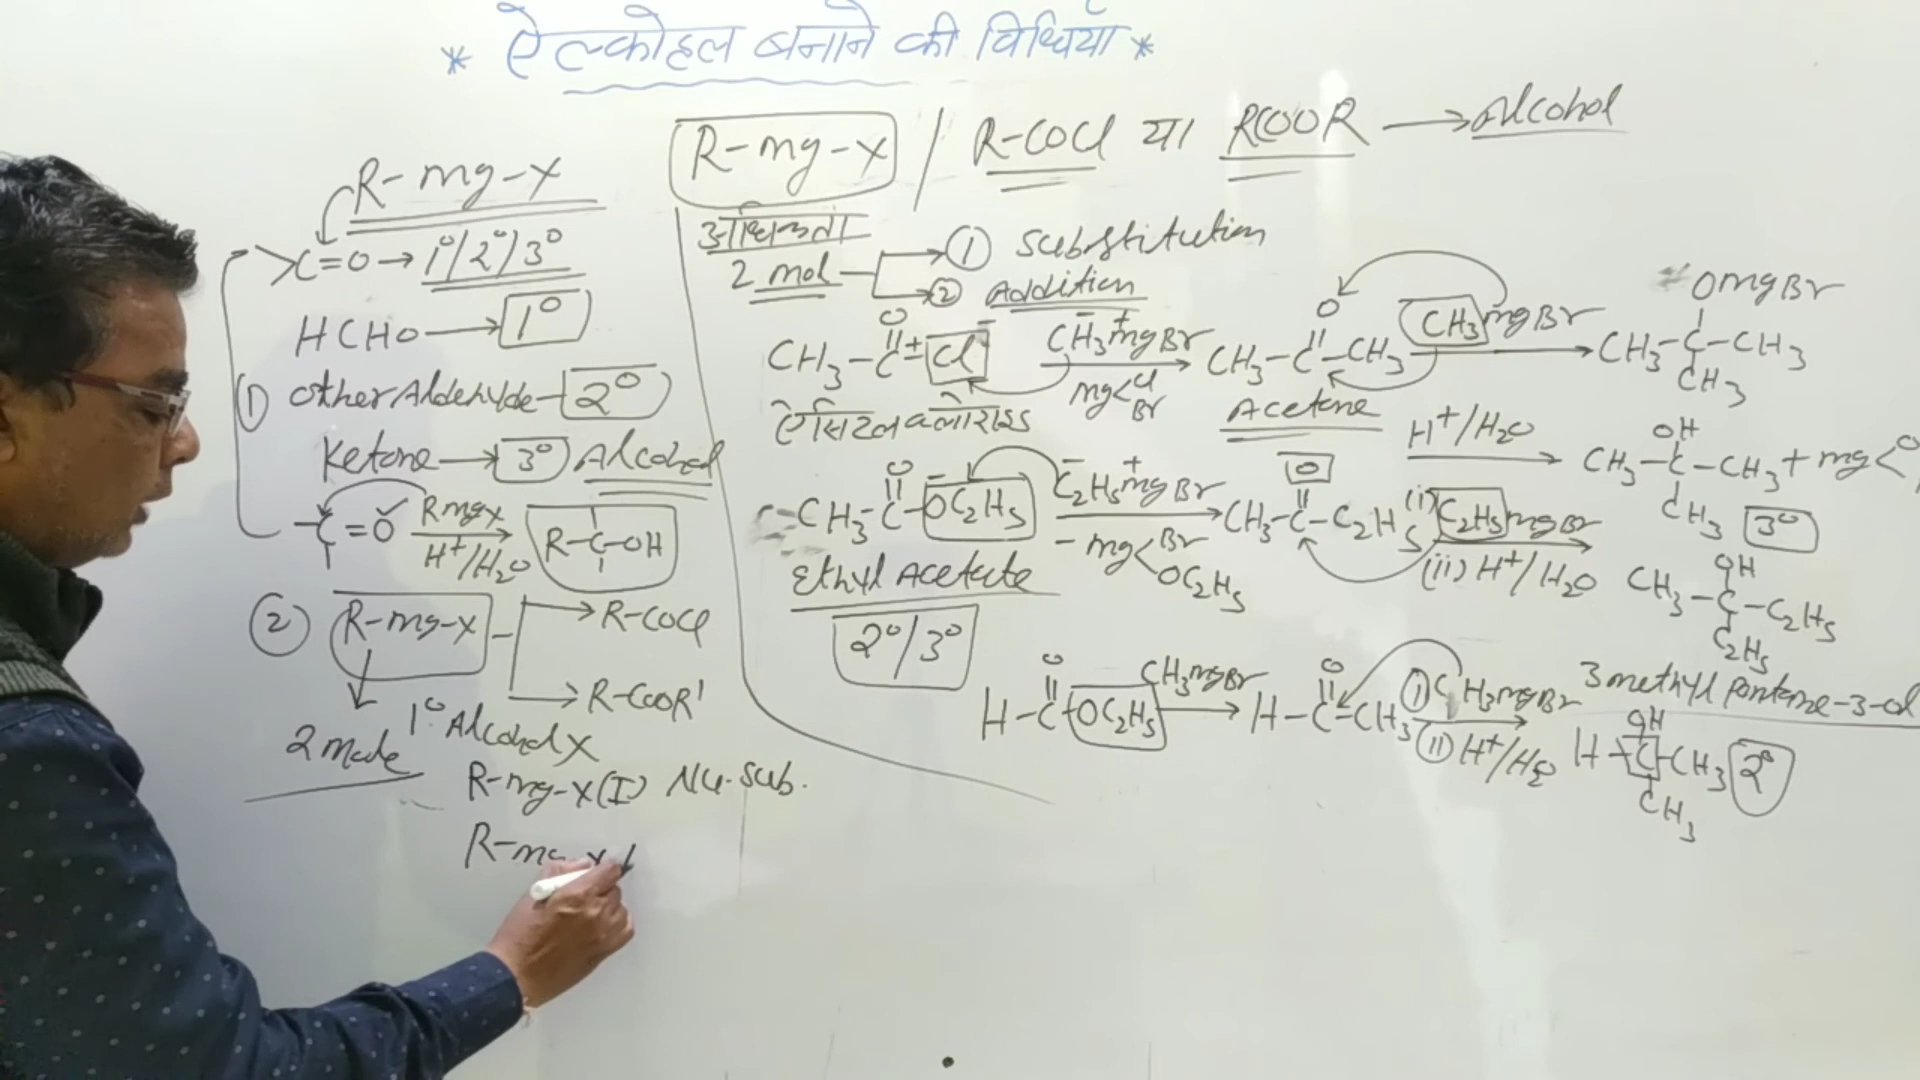 * ऐल्कोहल बनाने की विधियाँ *
R-mg-X
>C=O → 1°/2°/3°
HCHO → 1°
(1) other Aldehyde - 2°
Ketone → 3° Alcohol
-C=O RmgX H+/H2O R-C-OH
(2) R-mg-X → R-COCl
→ R-COOR'
2 mole
1° Alcohol X
R-mg-X(I) Nu-sub.
R-mg-X
R-mg-X / R-COCl या RCOOR → Alcohol
अधिकता
2 mol → (1) Substitution
→ (2) Addition
O O OmgBr
CH3-C-Cl CH3mgBr → CH3-C-CH3 CH3mgBr → CH3-C-CH3
mg<Cl Br CH3
ऐसिटिल क्लोराइड Acetone H+/H2O → OH
CH3-C-CH3 + mg<
CH3 3°
O O
CH3-C-OC2H5 C2H5mgBr → CH3-C-C2H5 (i) C2H5mgBr
- mg<Br OC2H5 (ii) H+/H2O
Ethyl Acetate
OH
CH3-C-C2H5
C2H5
3 methyl pentane-3-ol
2°/3°
O O OH
H-C-OC2H5 CH3mgBr → H-C-CH3 (I) CH3mgBr (II) H+/H2O H-C-CH3 2°
CH3